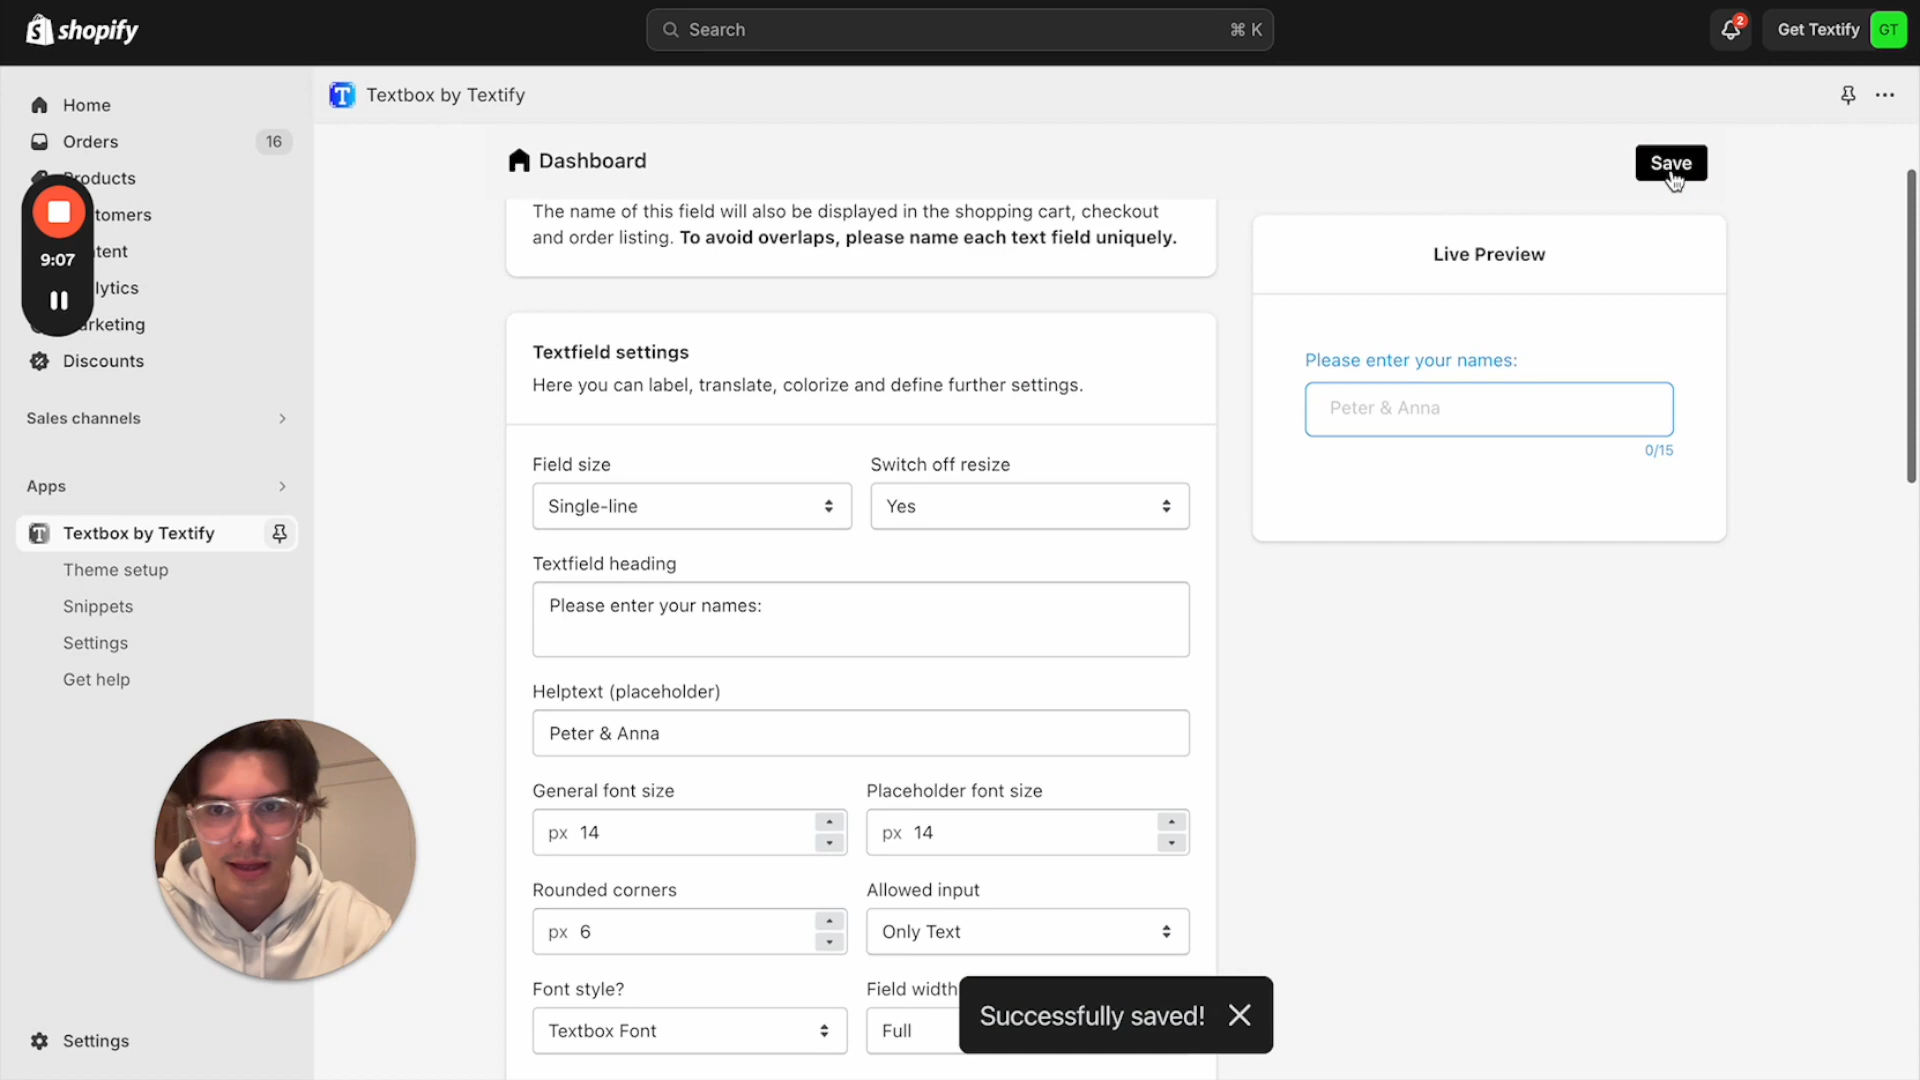 shopify
Search
⌘ K
2
Get Textify
GT
Home
Orders
16
Products
tomers
tent
lytics
arketing
Discounts
9:07
Sales channels
Apps
Textbox by Textify
Theme setup
Snippets
Settings
Get help
Settings
Textbox by Textify
Dashboard
Save
The name of this field will also be displayed in the shopping cart, checkout
and order listing. To avoid overlaps, please name each text field uniquely.
Textfield settings
Here you can label, translate, colorize and define further settings.
Field size
Switch off resize
Single-line
Yes
Textfield heading
Please enter your names:
Helptext (placeholder)
Peter & Anna
General font size
Placeholder font size
px 14
px 14
Rounded corners
Allowed input
px 6
Only Text
Font style?
Field width
Textbox Font
Full
Live Preview
Please enter your names:
Peter & Anna
0/15
Successfully saved!